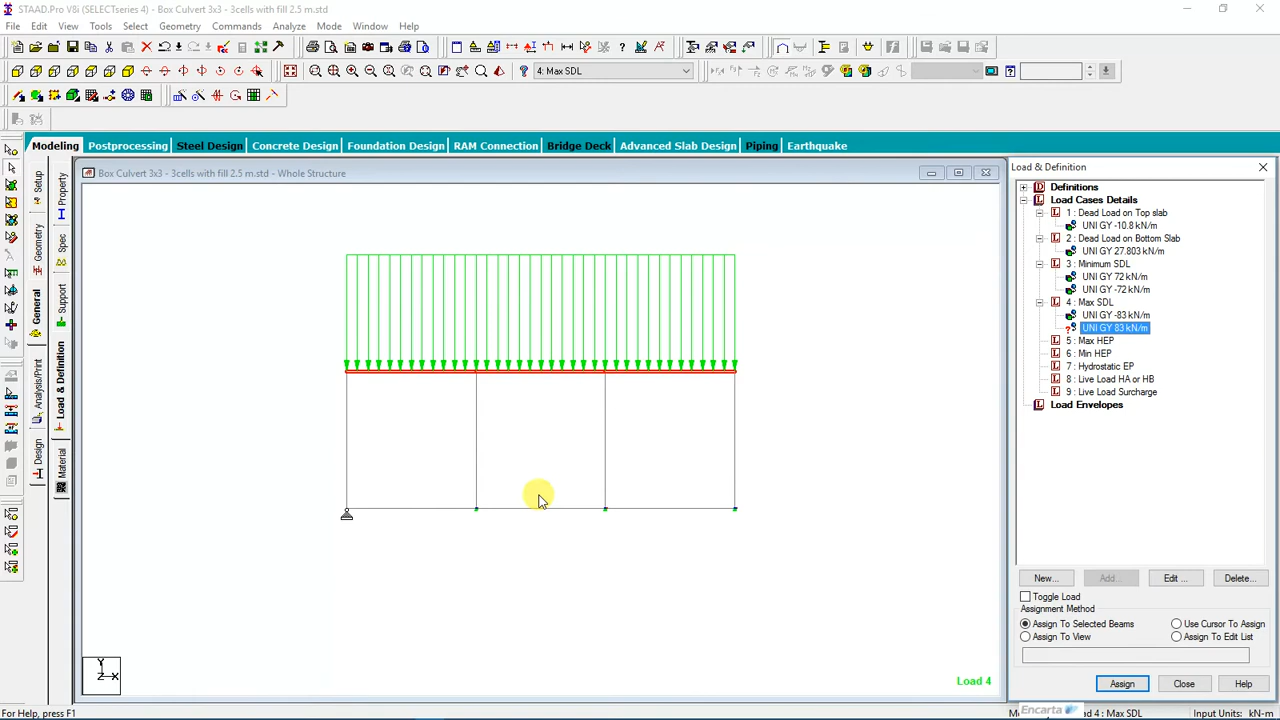 STAAD.Pro V8i (SELECTseries 4) - Box Culvert 3x3 - 3cells with fill 2.5 m.std
File Edit View Tools Select Geometry Commands Analyze Mode Window Help
4: Max SDL
Modeling Postprocessing Steel Design Concrete Design Foundation Design RAM Connection Bridge Deck Advanced Slab Design Piping Earthquake
Setup
Geometry
General
Analysis/Print
Design
Property
Spec
Support
Load & Definition
Material
Box Culvert 3x3 - 3cells with fill 2.5 m.std - Whole Structure
Y
Z X
Load 4
Load & Definition
Definitions
Load Cases Details
1 : Dead Load on Top slab
UNI GY -10.8 kN/m
2 : Dead Load on Bottom Slab
UNI GY 27.803 kN/m
3 : Minimum SDL
UNI GY 72 kN/m
UNI GY -72 kN/m
4 : Max SDL
UNI GY -83 kN/m
UNI GY 83 kN/m
5 : Max HEP
6 : Min HEP
7 : Hydrostatic EP
8 : Live Load HA or HB
9 : Live Load Surcharge
Load Envelopes
New... Add... Edit ... Delete...
Toggle Load
Assignment Method
Assign To Selected Beams Use Cursor To Assign
Assign To View Assign To Edit List
Assign Close Help
Encarta
For Help, press F1
Load 4 : Max SDL Input Units: kN-m